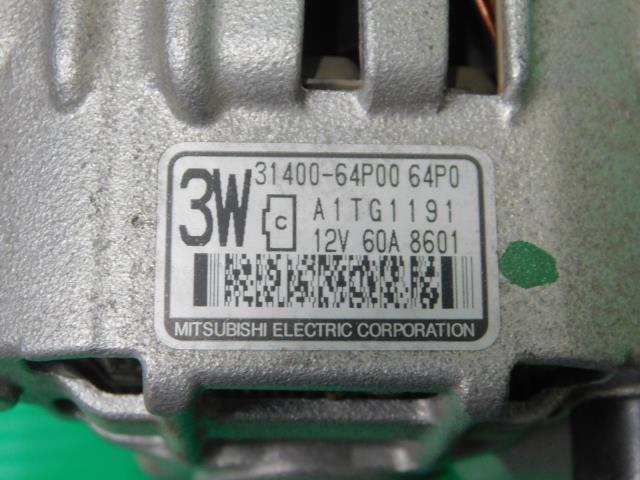 3W
31400-64P00 64P0
C
A1TG1191
12V 60A 8601
MITSUBISHI ELECTRIC CORPORATION